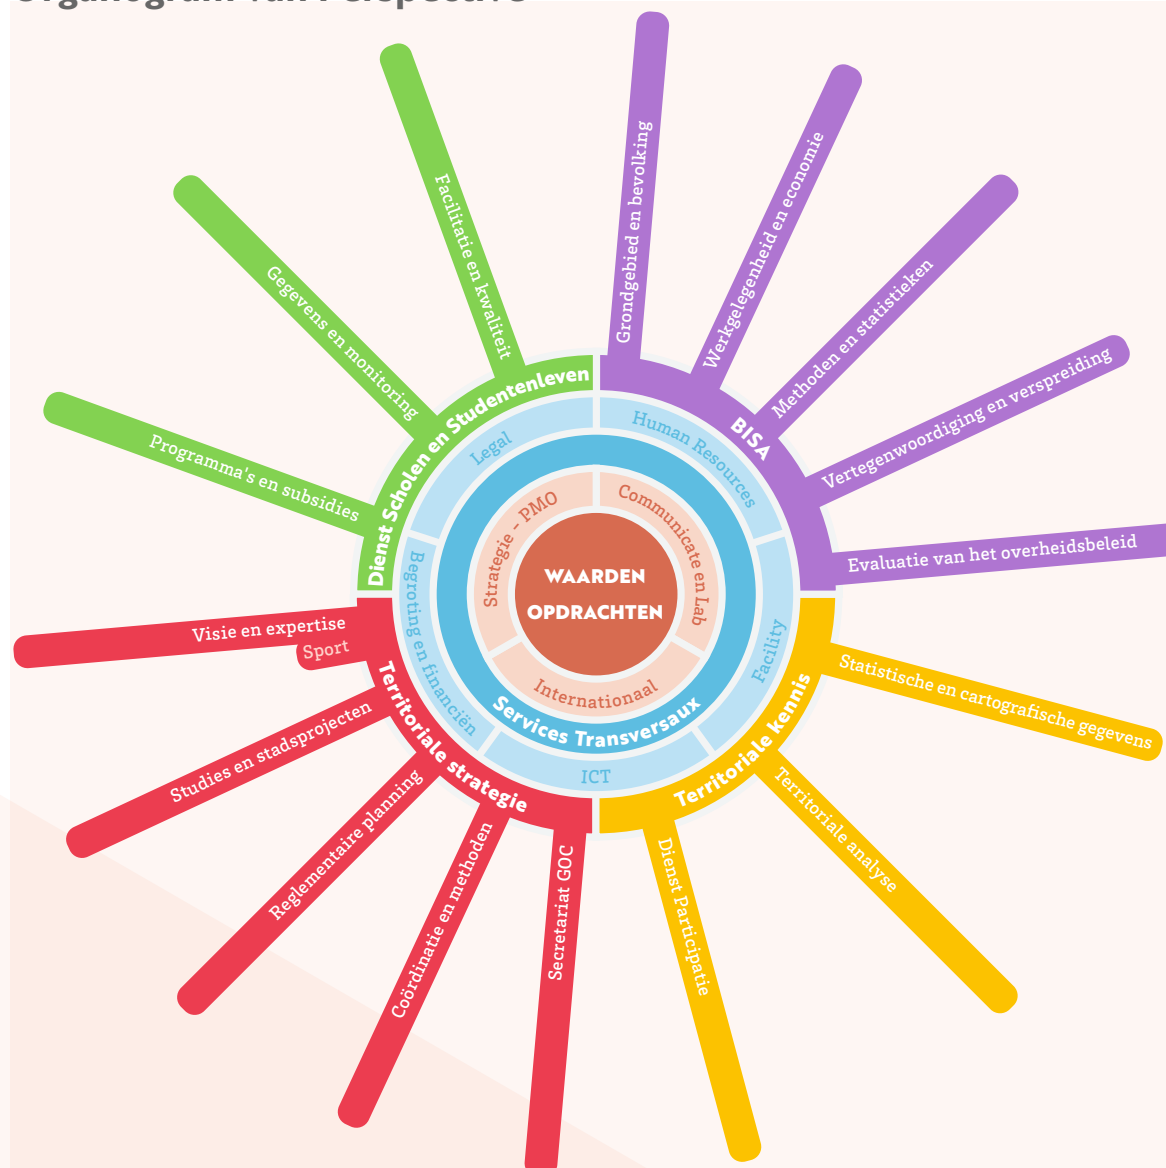 Organogram van Perspective
Facilitatie en kwaliteit
Gegevens en monitoring
Programma's en subsidies
Dienst Scholen en Studentenleven
Grondgebied en bevolking
Werkgelegenheid en economie
Methoden en statistieken
Vertegenwoordiging en verspreiding
Evaluatie van het overheidsbeleid
BISA
Legal
Human Resources
Begroting en financiën
Facility
ICT
Services Transversaux
Strategie - PMO
Communicate en Lab
Internationaal
WAARDEN
OPDRACHTEN
Visie en expertise
Sport
Studies en stadsprojecten
Reglementaire planning
Coördinatie en methoden
Secretariat GOC
Territoriale strategie
Territoriale kennis
Statistische en cartografische gegevens
Territoriale analyse
Dienst Participatie